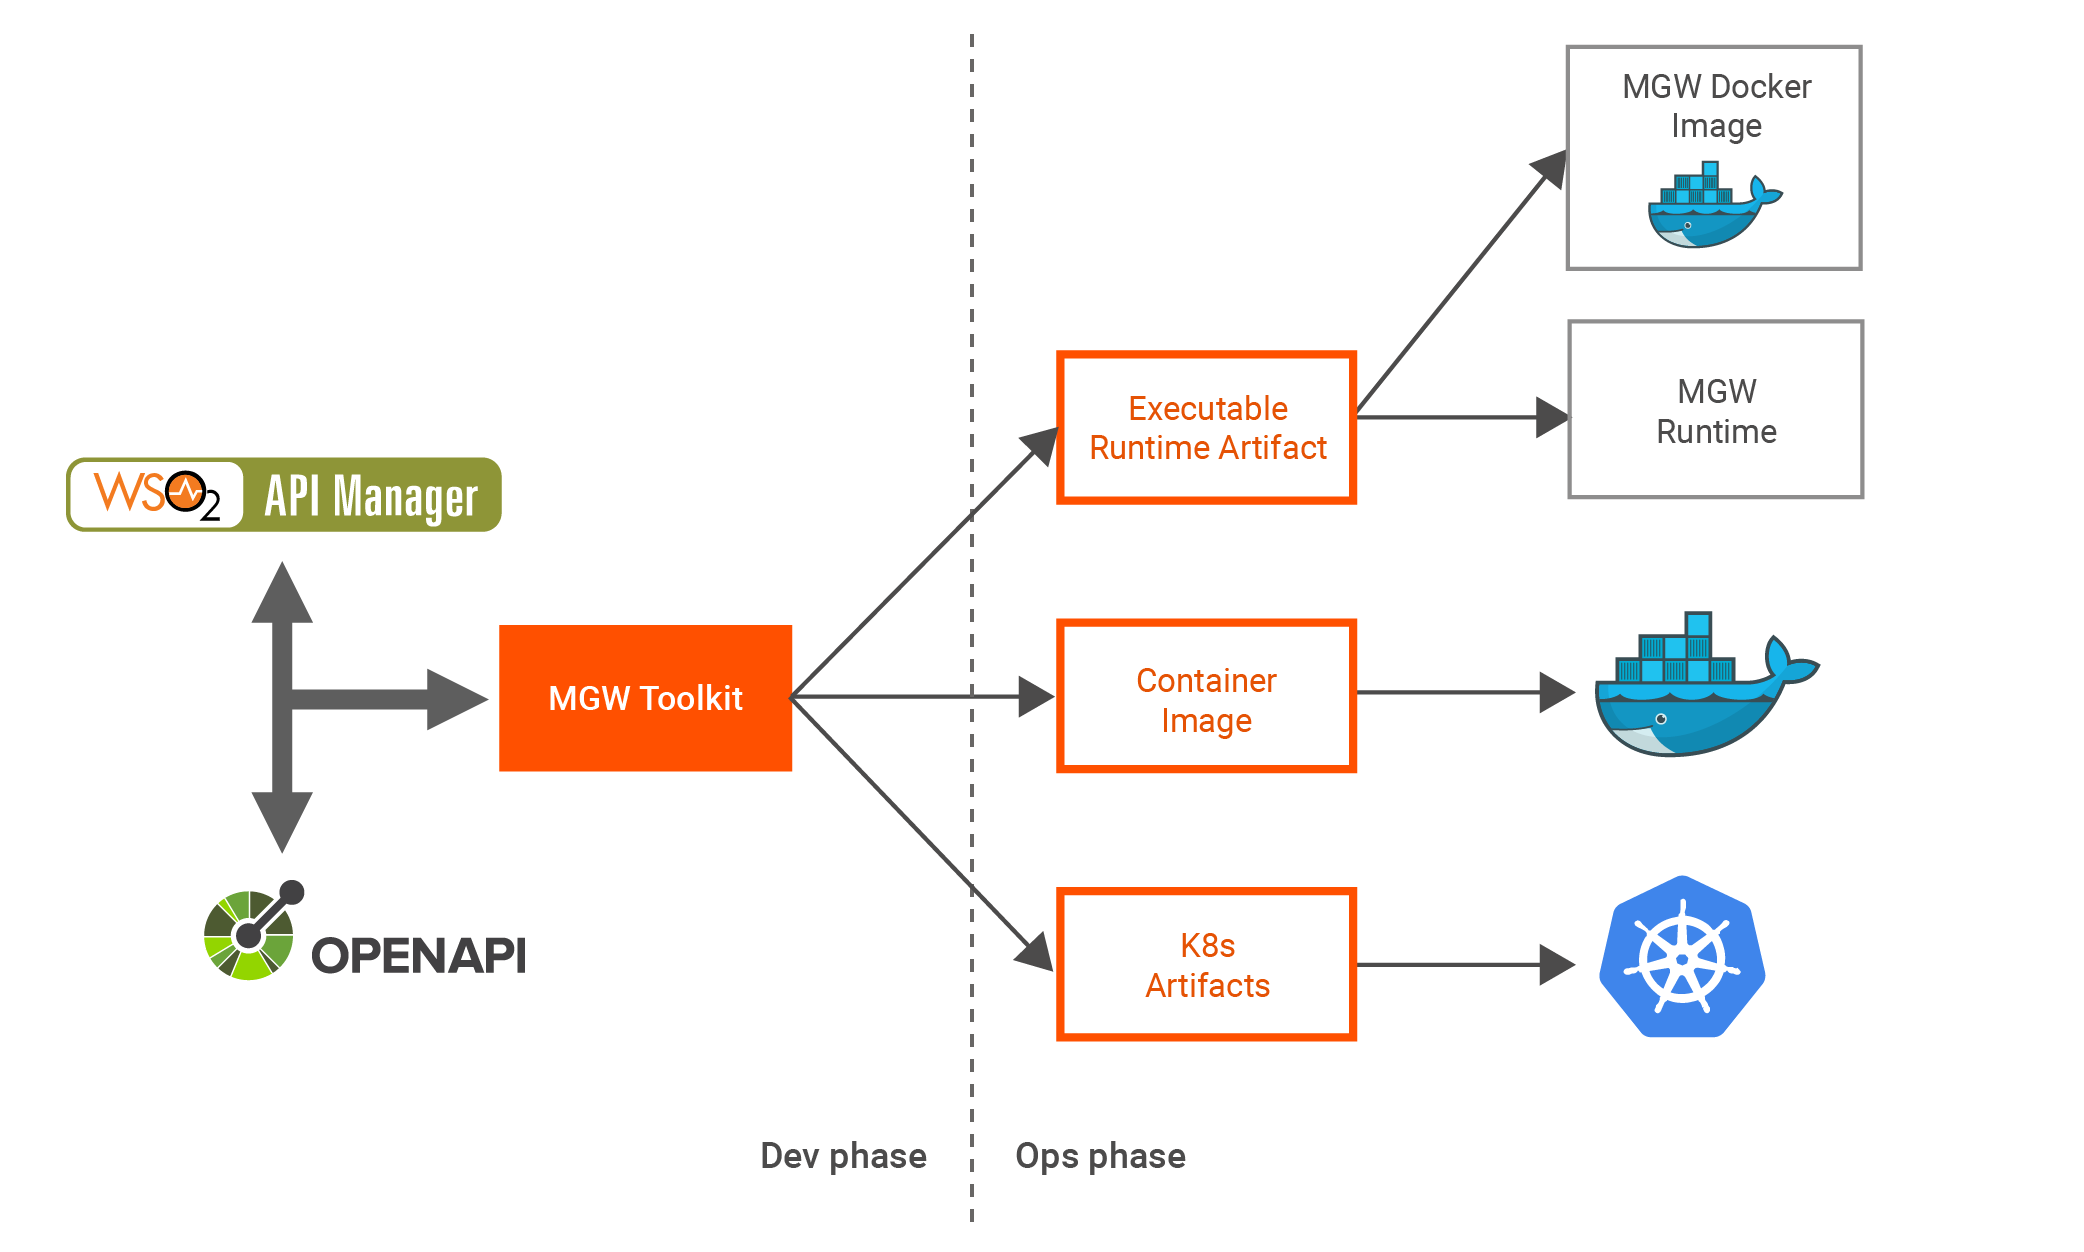 MGW Docker
Image
MGW
Runtime
Executable
Runtime Artifact
WSO2 API Manager
MGW Toolkit
Container
Image
OPENAPI
K8s
Artifacts
Dev phase
Ops phase